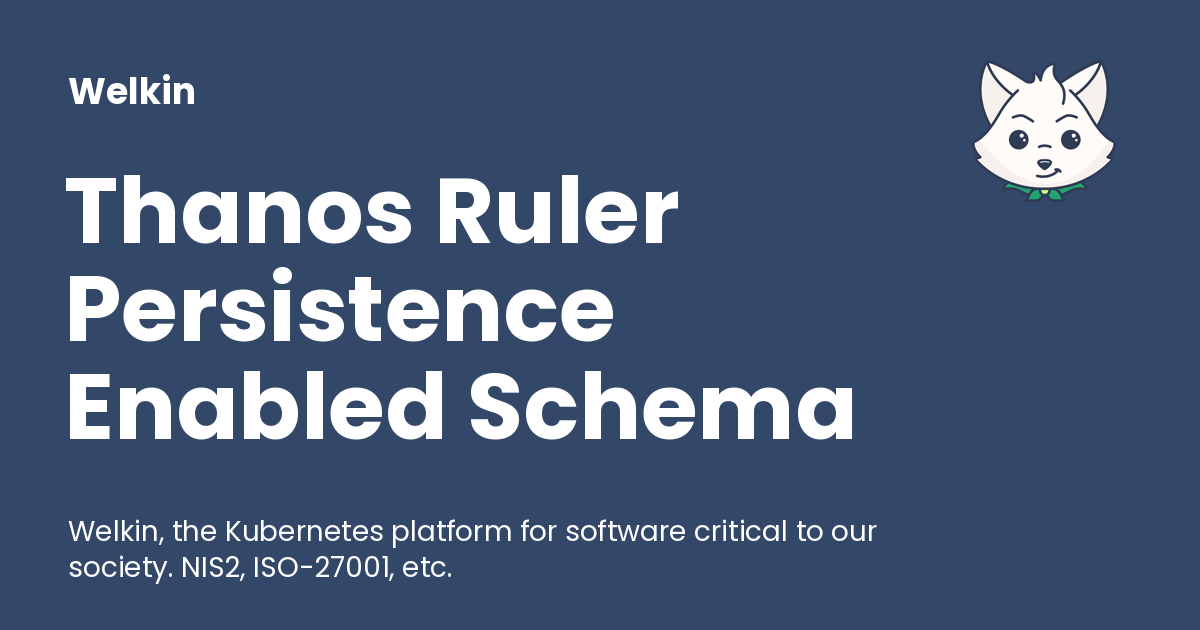 Welkin
Thanos Ruler
Persistence
Enabled Schema
Welkin, the Kubernetes platform for software critical to our
society. NIS2, ISO-27001, etc.